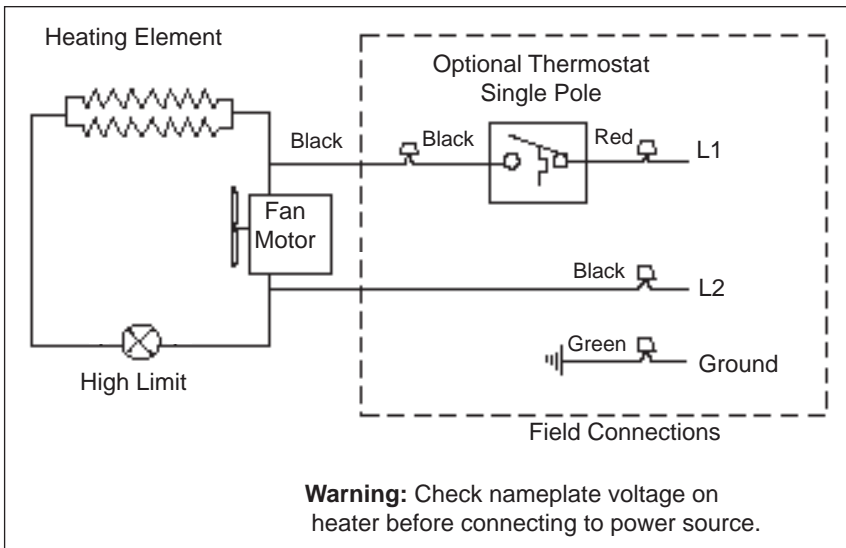 Heating Element
Optional Thermostat
Single Pole
Black
Black
Red
L1
Fan
Motor
Black
L2
Green
Ground
High Limit
Field Connections
Warning: Check nameplate voltage on
heater before connecting to power source.